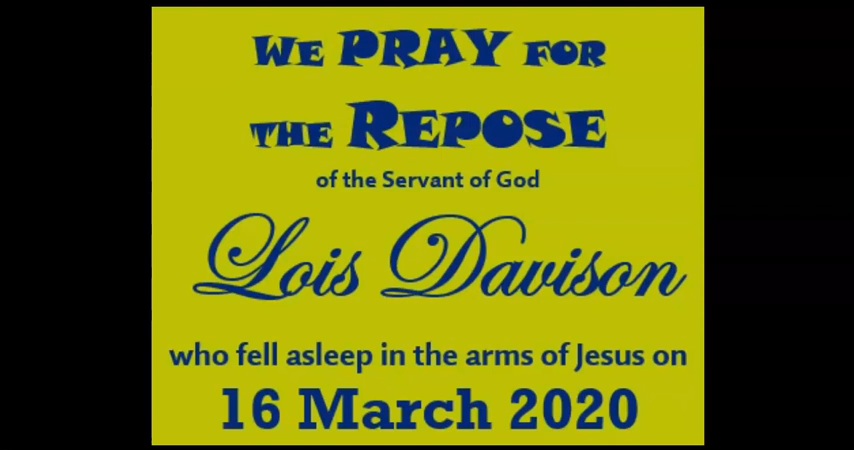 We PRAY FOR
THE REPOSE
of the Servant of God
Lois Davison
who fell asleep in the arms of Jesus on
16 March 2020